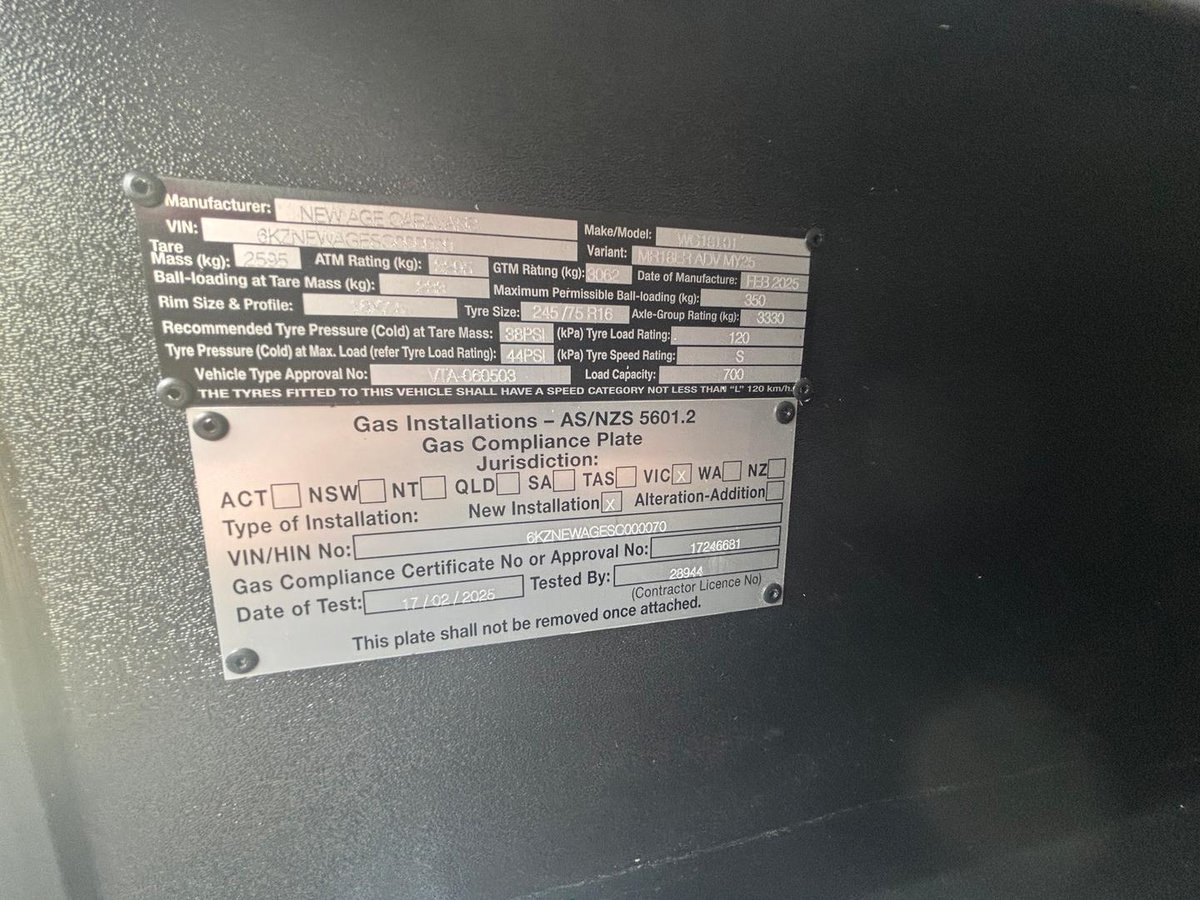 Manufacturer: NEW AGE CARAVANS
VIN:
Make/Model:
Tare Mass (kg): 2595 ATM Rating (kg): Variant: MR18ER ADV MY25
GTM Rating (kg): 3062 Date of Manufacture: FEB 2025
Ball-loading at Tare Mass (kg): Maximum Permissible Ball-loading (kg): 350
Rim Size & Profile: Tyre Size: 245 /75 R16 Axle-Group Rating (kg): 3330
Recommended Tyre Pressure (Cold) at Tare Mass: 38PSI (kPa) Tyre Load Rating: 120
Tyre Pressure (Cold) at Max. Load (refer Tyre Load Rating): 44PSI (kPa) Tyre Speed Rating: S
Vehicle Type Approval No: VTA-060503 Load Capacity: 700
THE TYRES FITTED TO THIS VEHICLE SHALL HAVE A SPEED CATEGORY NOT LESS THAN "L" 120 km/h.
Gas Installations – AS/NZS 5601.2
Gas Compliance Plate
Jurisdiction:
ACT NSW NT QLD SA TAS VIC X WA NZ
Type of Installation: New Installation X Alteration-Addition
VIN/HIN No: 6KZNEWAGESC000070
Gas Compliance Certificate No or Approval No: 17246681
Date of Test: 17 / 02 / 2025 Tested By: 28944
(Contractor Licence No)
This plate shall not be removed once attached.